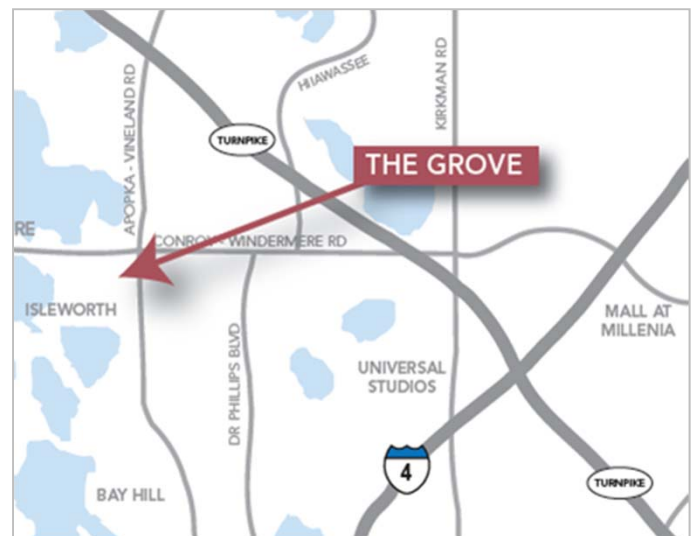 HIAWASSEE
KIRKMAN RD
APOPKA - VINELAND RD
TURNPIKE
THE GROVE
RE
CONROY - WINDERMERE RD
ISLEWORTH
MALL AT
MILLENIA
DR PHILLIPS BLVD
UNIVERSAL
STUDIOS
4
TURNPIKE
BAY HILL